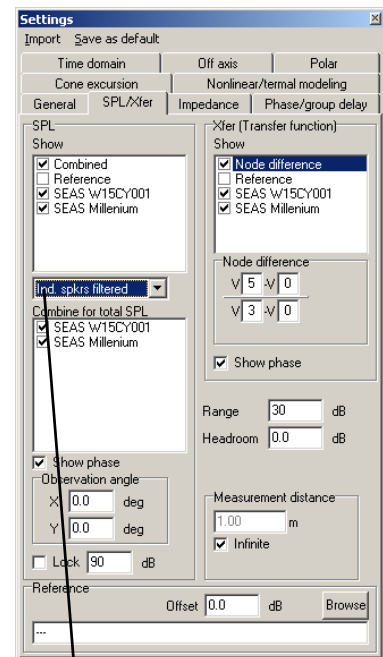 Settings
Import Save as default
Time domain Off axis Polar
Cone excursion Nonlinear/termal modeling
General SPL/Xfer Impedance Phase/group delay
SPL
Show
Combined
Reference
SEAS W15CY001
SEAS Millenium
Ind. spkrs filtered
Combine for total SPL
SEAS W15CY001
SEAS Millenium
Show phase
Observation angle
X 0.0 deg
Y 0.0 deg
Lock 90 dB
Xfer (Transfer function)
Show
Node difference
Reference
SEAS W15CY001
SEAS Millenium
Node difference
V 5 -V 0
V 3 -V 0
Show phase
Range 30 dB
Headroom 0.0 dB
Measurement distance
1.00 m
Infinite
Reference
Offset 0.0 dB Browse
---